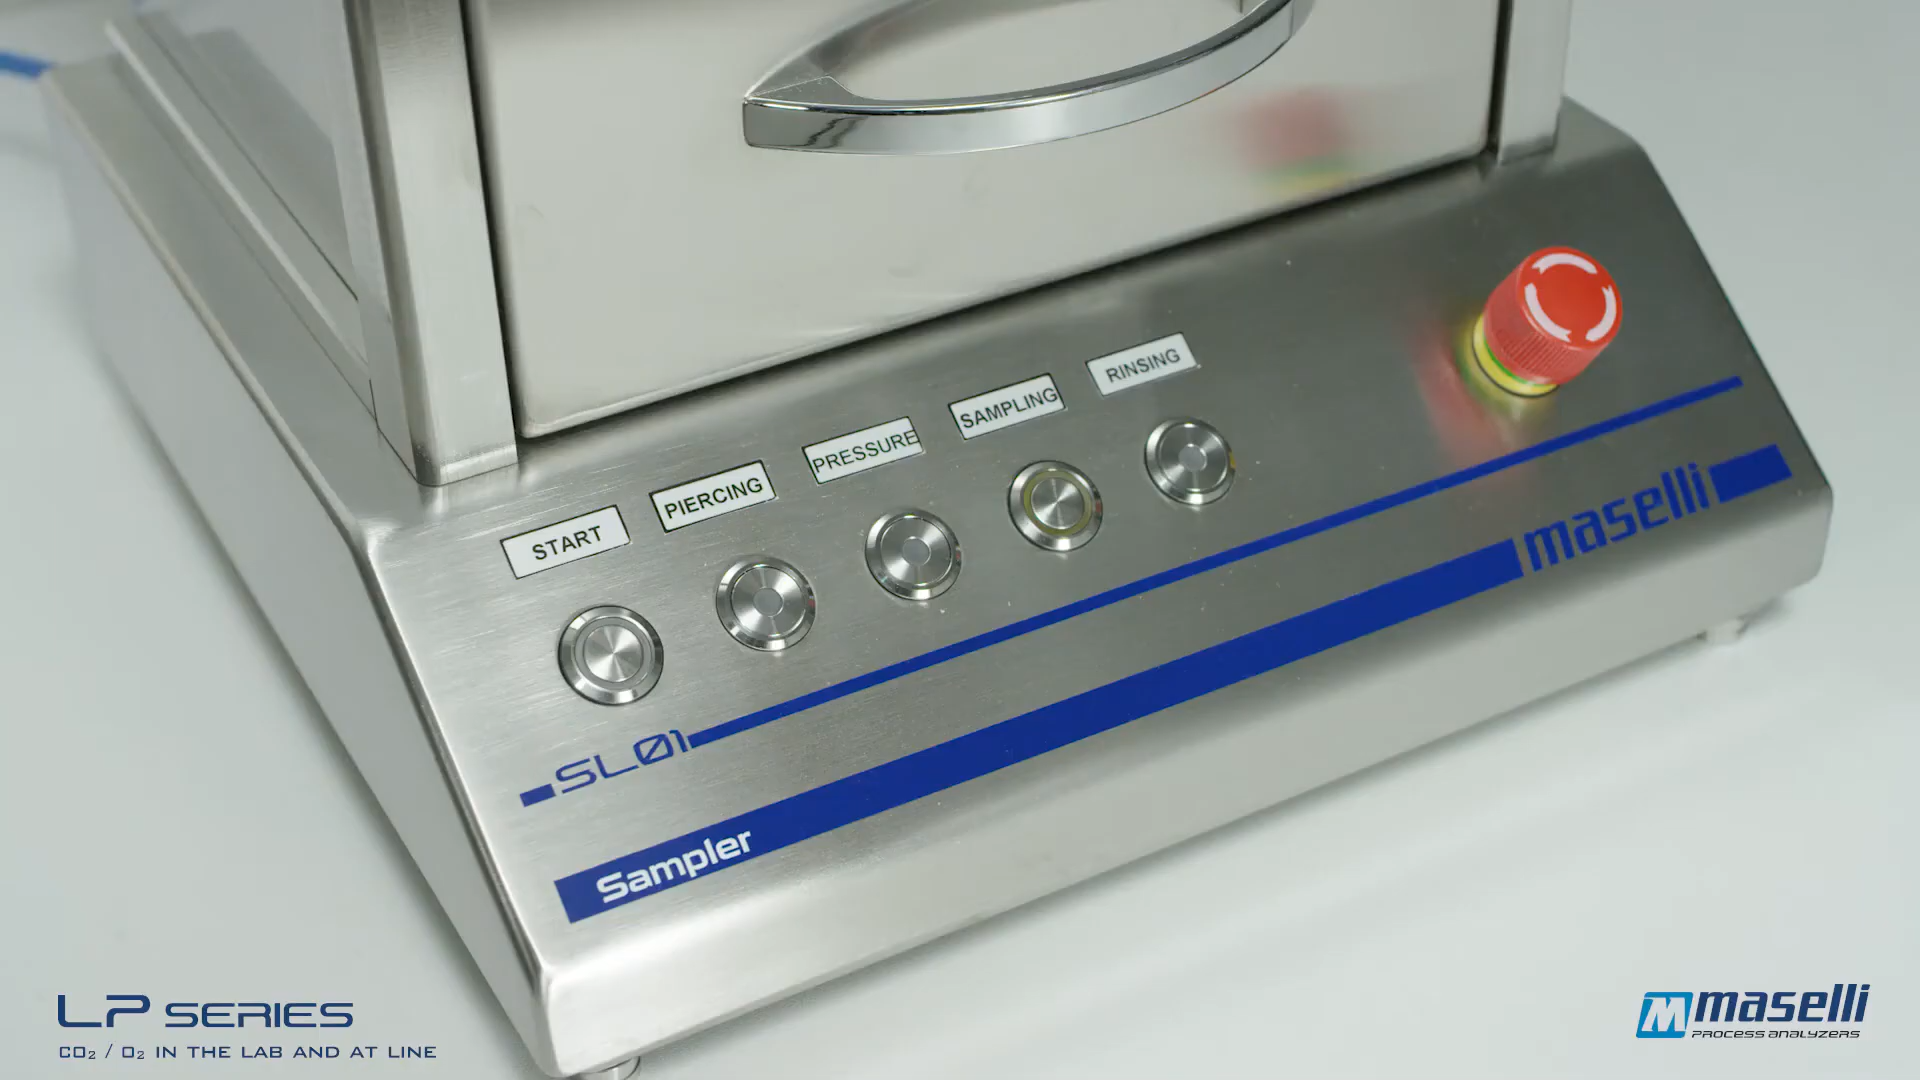 START
PIERCING
PRESSURE
SAMPLING
RINSING
SL01
maselli
Sampler
LP SERIES
CO₂ / O₂ IN THE LAB AND AT LINE
M maselli
PROCESS ANALYZERS